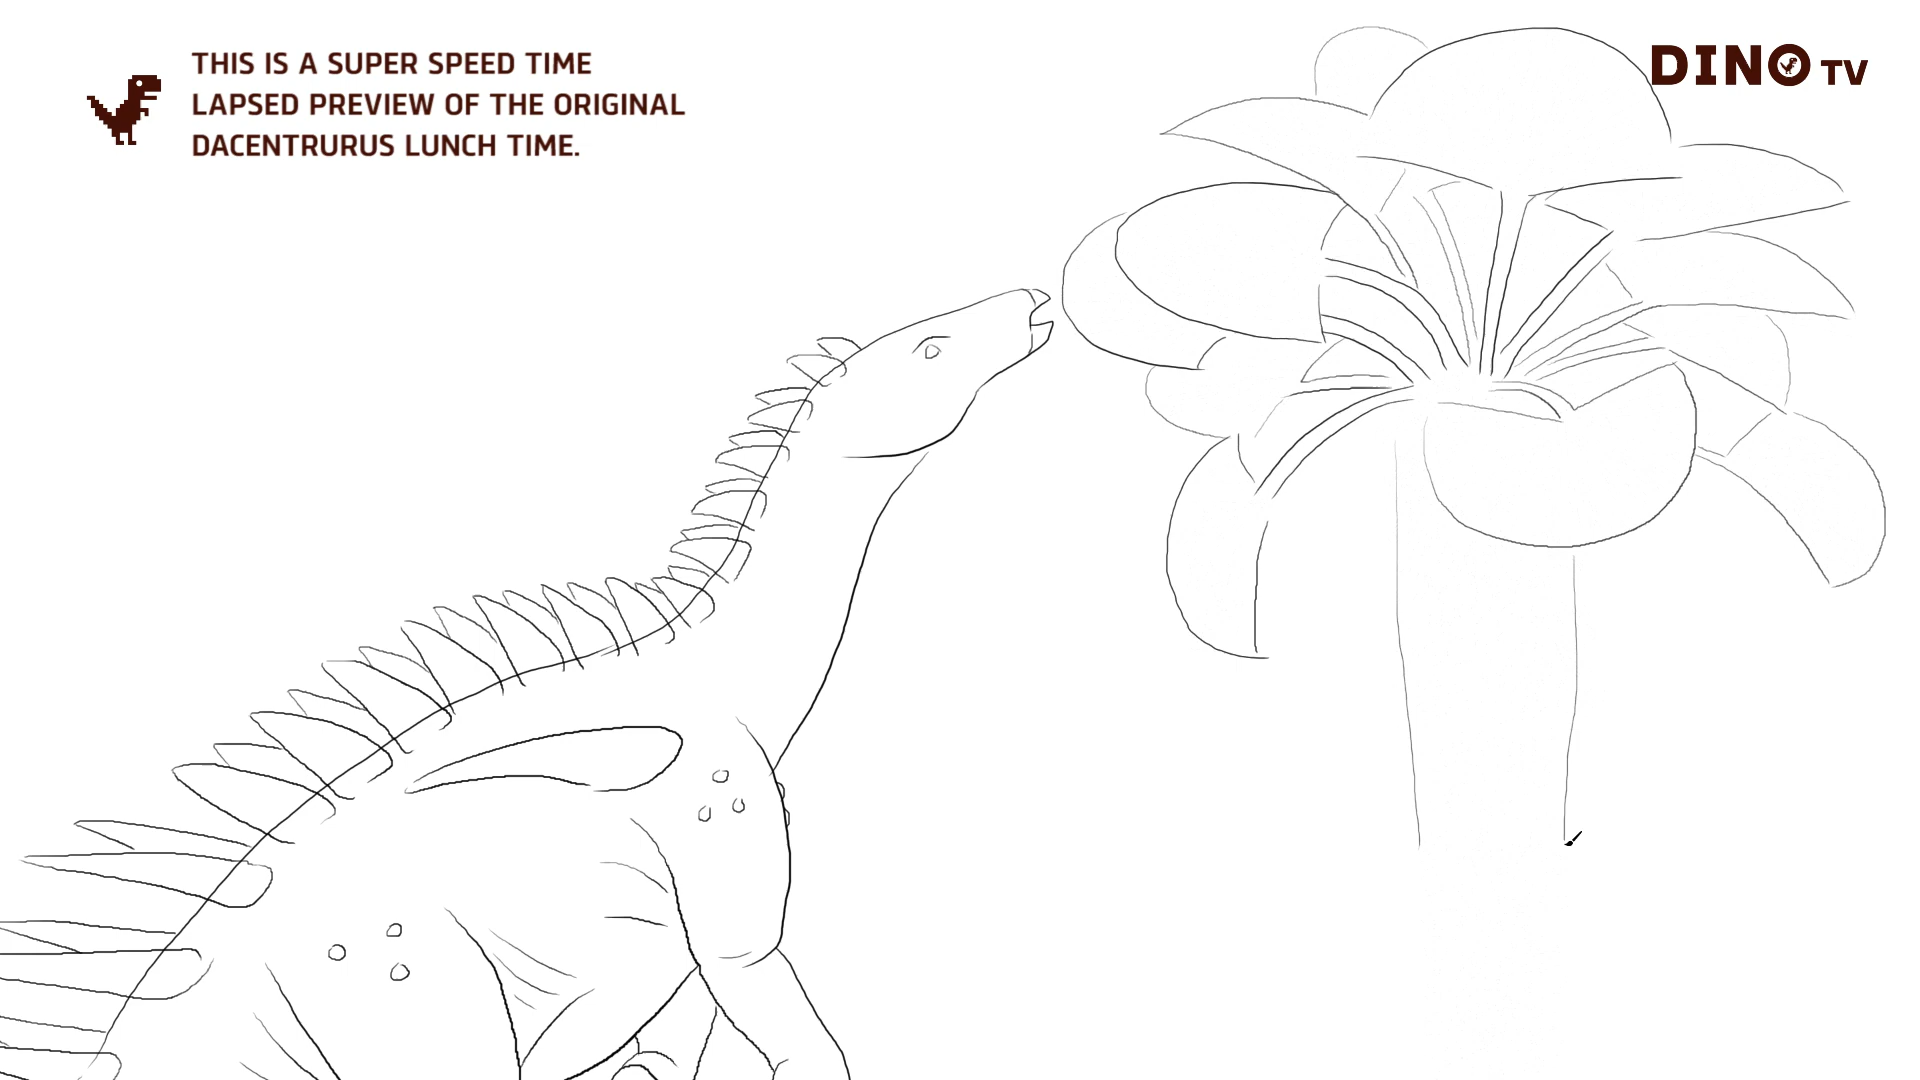 THIS IS A SUPER SPEED TIME
LAPSED PREVIEW OF THE ORIGINAL
DACENTRURUS LUNCH TIME.
DINO TV